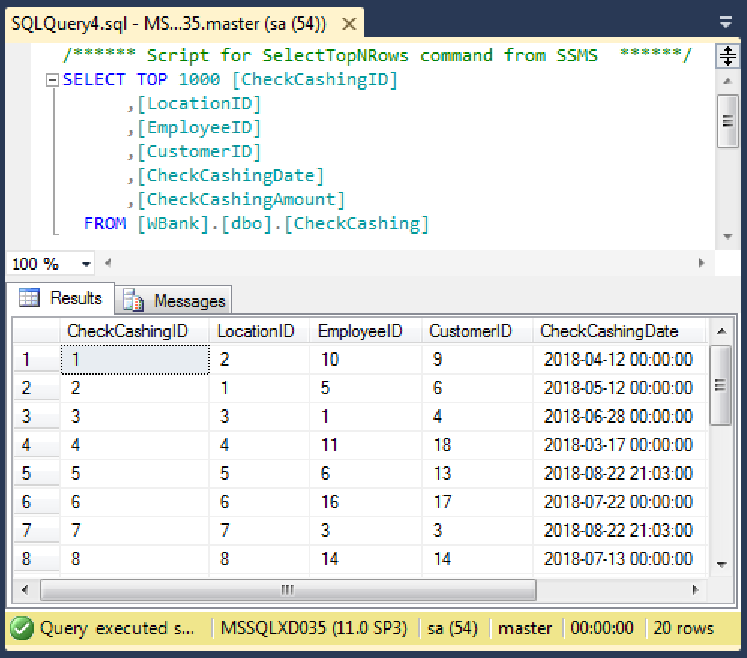 SQLQuery4.sql - MS...35.master (sa (54))
/****** Script for SelectTopNRows command from SSMS ******/
SELECT TOP 1000 [CheckCashingID]
,[LocationID]
,[EmployeeID]
,[CustomerID]
,[CheckCashingDate]
,[CheckCashingAmount]
FROM [WBank].[dbo].[CheckCashing]
100 %
Results Messages
CheckCashingID LocationID EmployeeID CustomerID CheckCashingDate
1 1 2 10 9 2018-04-12 00:00:00
2 2 1 5 6 2018-05-12 00:00:00
3 3 3 1 4 2018-06-28 00:00:00
4 4 4 11 18 2018-03-17 00:00:00
5 5 5 6 13 2018-08-22 21:03:00
6 6 6 16 17 2018-07-22 00:00:00
7 7 7 3 3 2018-08-22 21:03:00
8 8 8 14 14 2018-07-13 00:00:00
Query executed s... MSSQLXD035 (11.0 SP3) sa (54) master 00:00:00 20 rows